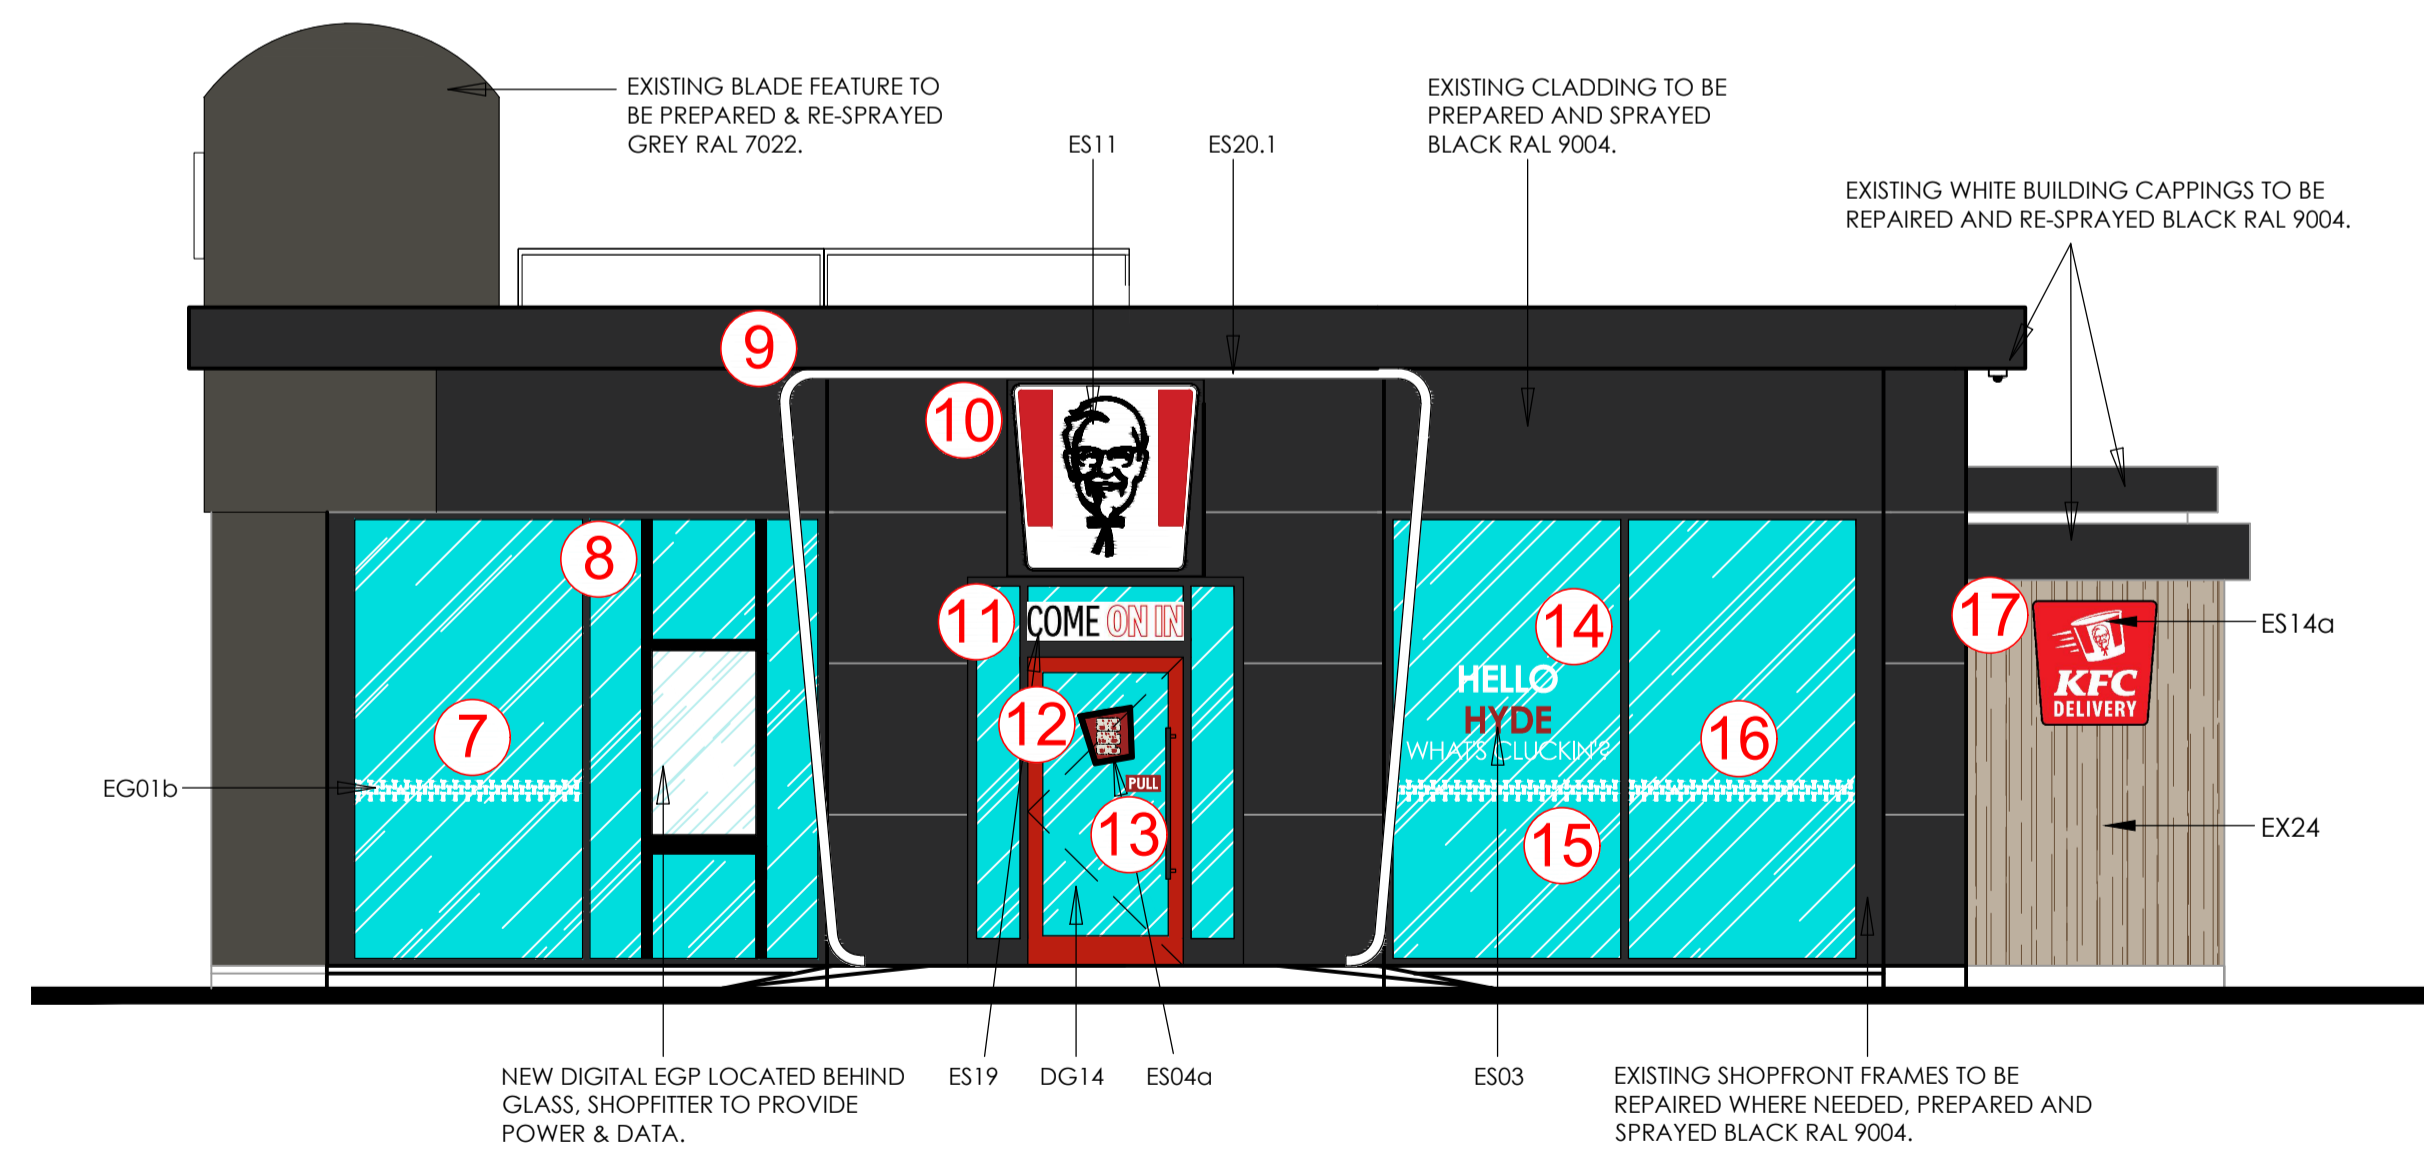 EXISTING BLADE FEATURE TO
BE PREPARED & RE-SPRAYED
GREY RAL 7022.
ES11
ES20.1
EXISTING CLADDING TO BE
PREPARED AND SPRAYED
BLACK RAL 9004.
EXISTING WHITE BUILDING CAPPINGS TO BE
REPAIRED AND RE-SPRAYED BLACK RAL 9004.
9
10
8
11
COME ON IN
14
17
ES14a
KFC
DELIVERY
HELLO
HYDE
WHAT'S CLUCKIN'?
7
12
16
PULL
EG01b
13
15
EX24
NEW DIGITAL EGP LOCATED BEHIND
GLASS, SHOPFITTER TO PROVIDE
POWER & DATA.
ES19
DG14
ES04a
ES03
EXISTING SHOPFRONT FRAMES TO BE
REPAIRED WHERE NEEDED, PREPARED AND
SPRAYED BLACK RAL 9004.